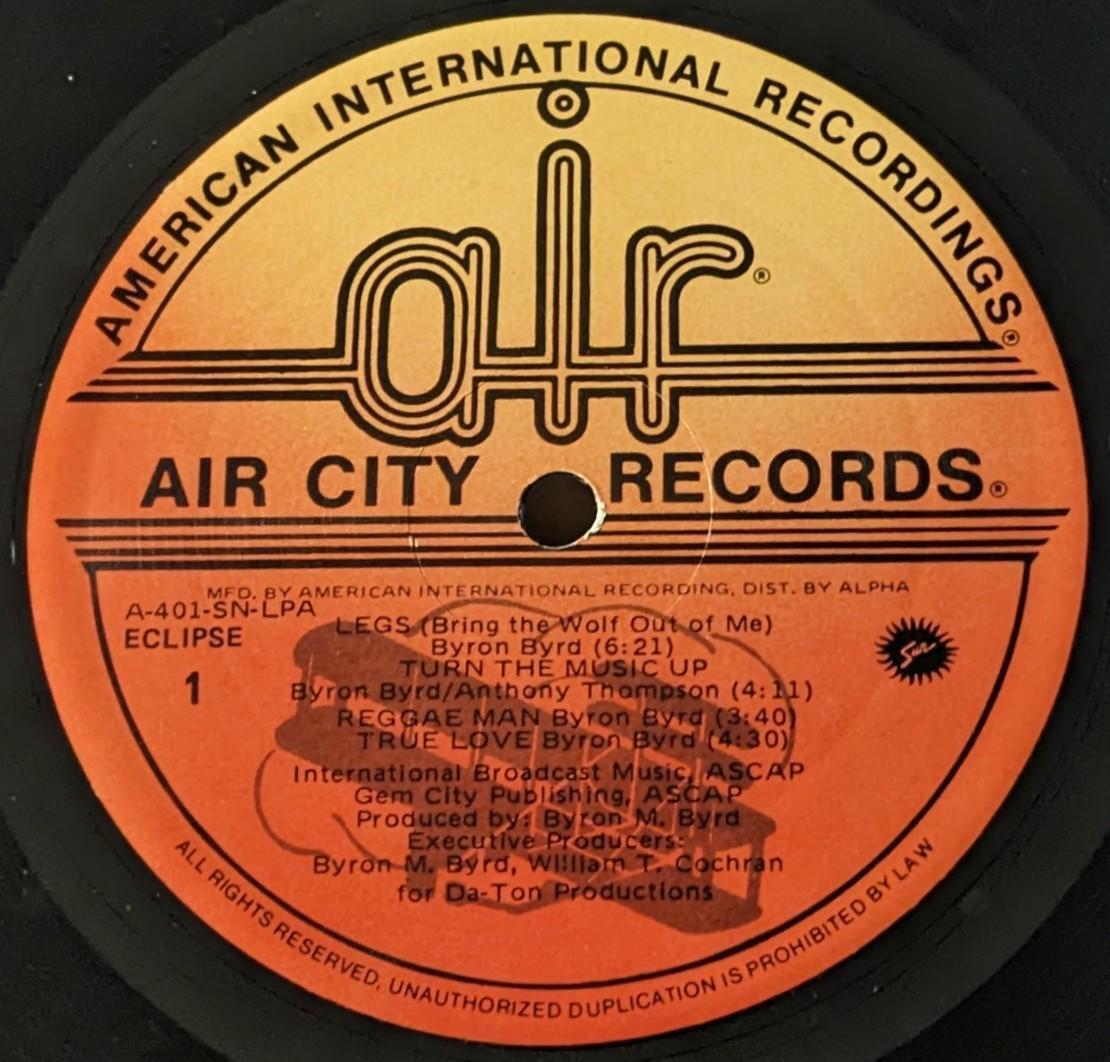 AMERICAN INTERNATIONAL RECORDINGS®
air®
AIR CITY RECORDS®
MFD. BY AMERICAN INTERNATIONAL RECORDING, DIST. BY ALPHA
A-401-SN-LPA
ECLIPSE
1
LEGS (Bring the Wolf Out of Me)
Byron Byrd (6:21)
TURN THE MUSIC UP
Byron Byrd/Anthony Thompson (4:11)
REGGAE MAN Byron Byrd (3:40)
TRUE LOVE Byron Byrd (4:30)
Sun
International Broadcast Music, ASCAP
Gem City Publishing, ASCAP
Produced by: Byron M. Byrd
Executive Producers:
Byron M. Byrd, William T. Cochran
for Da-Ton Productions
ALL RIGHTS RESERVED, UNAUTHORIZED DUPLICATION IS PROHIBITED BY LAW